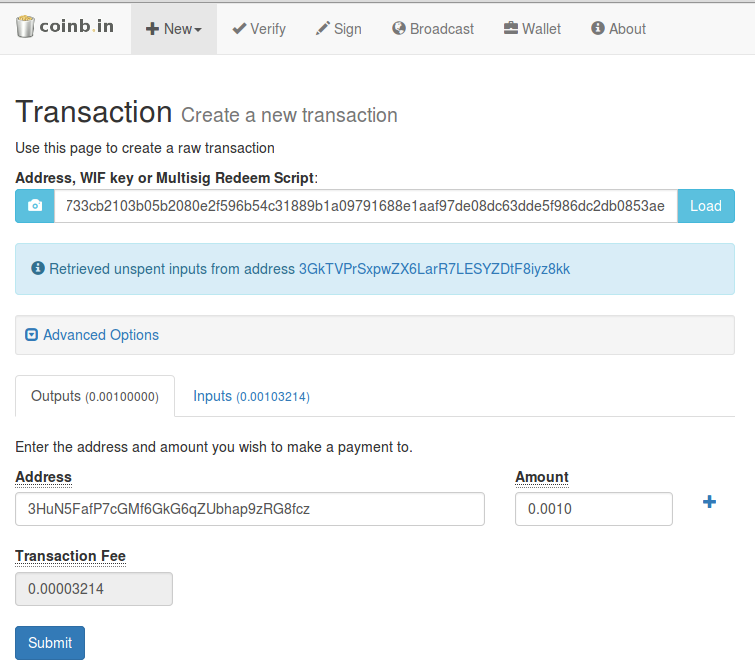 coinb.in New Verify Sign Broadcast Wallet About
Transaction Create a new transaction
Use this page to create a raw transaction
Address, WIF key or Multisig Redeem Script:
733cb2103b05b2080e2f596b54c31889b1a09791688e1aaf97de08dc63dde5f986dc2db0853ae Load
Retrieved unspent inputs from address 3GkTVPrSxpwZX6LarR7LESYZDtF8iyz8kk
Advanced Options
Outputs (0.00100000) Inputs (0.00103214)
Enter the address and amount you wish to make a payment to.
Address Amount
3HuN5FafP7cGMf6GkG6qZUbhap9zRG8fcz 0.0010
Transaction Fee
0.00003214
Submit